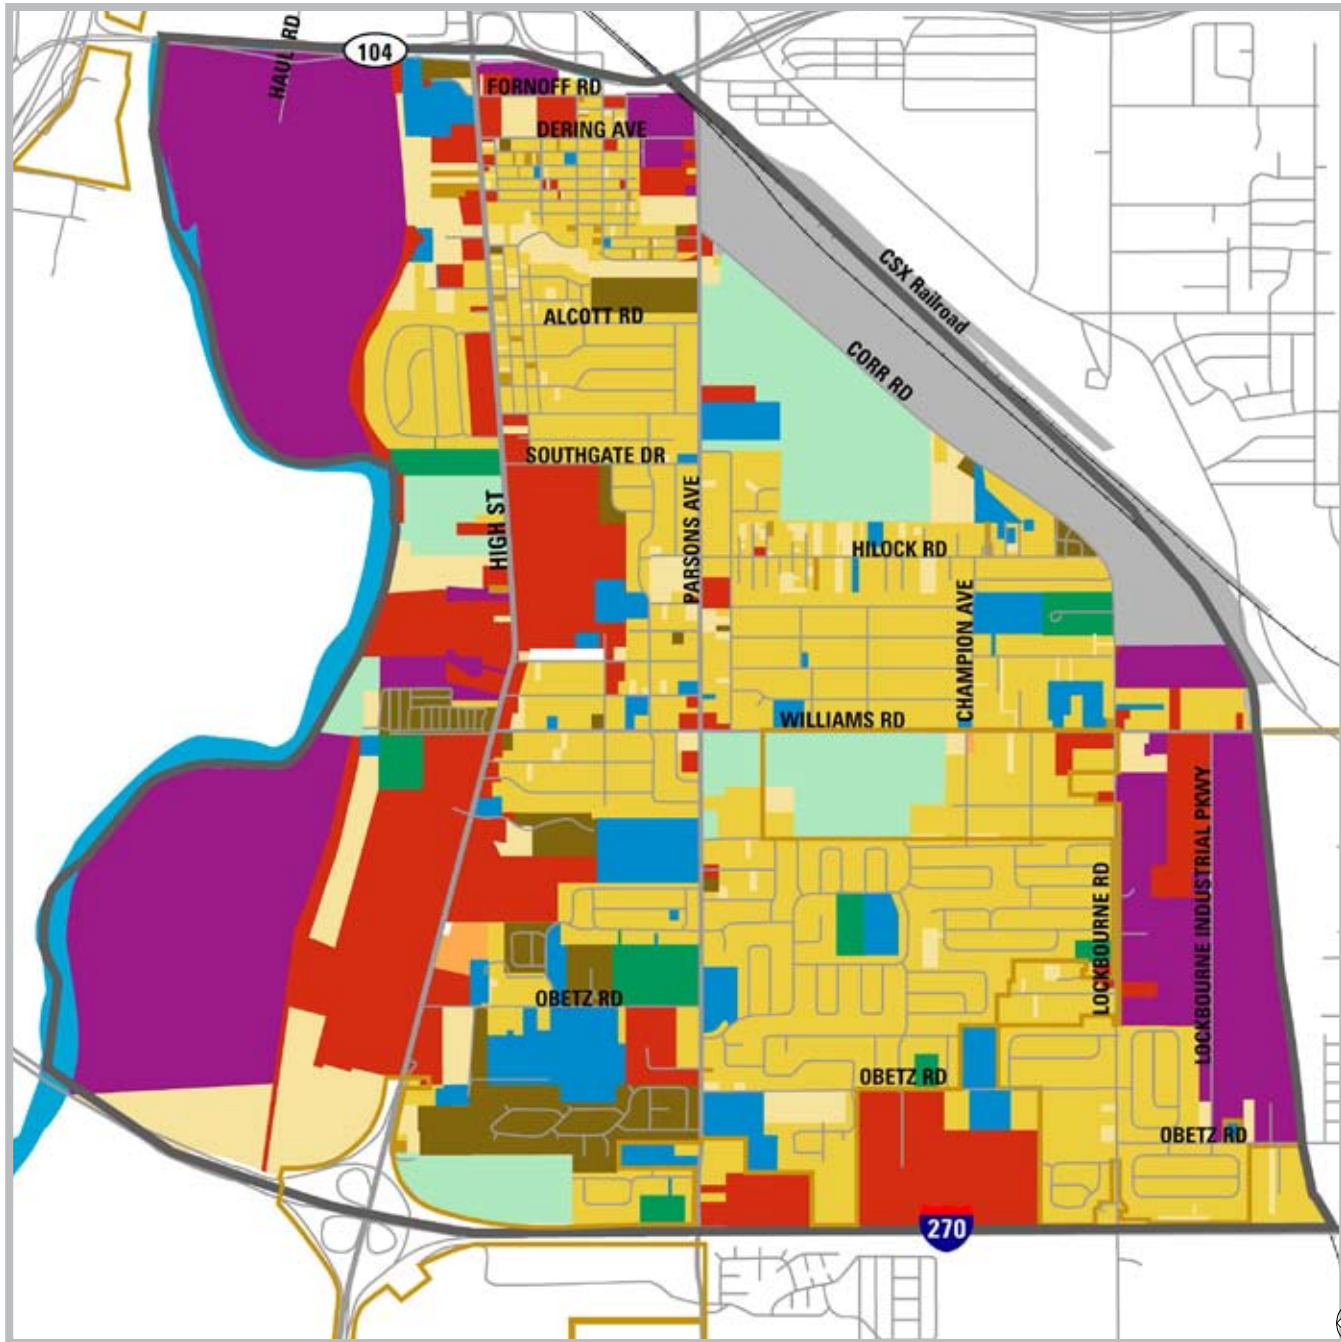 HAUL RD
104
FORNOFF RD
DERING AVE
CSX Railroad
ALCOTT RD
CORR RD
SOUTHGATE DR
HIGH ST
PARSONS AVE
HILOCK RD
CHAMPION AVE
WILLIAMS RD
LOCKBOURNE INDUSTRIAL PKWY
LOCKBOURNE RD
OBETZ RD
OBETZ RD
OBETZ RD
270